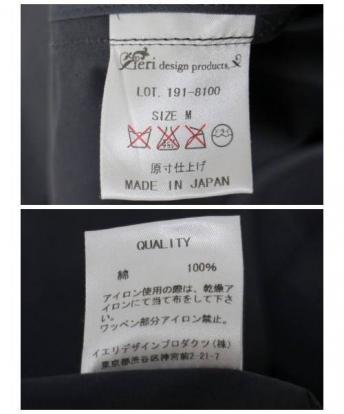 Ieri design products.
LOT. 191-8100
SIZE M
原寸仕上げ
MADE IN JAPAN
QUALITY
綿 100%
アイロン使用の際は、乾燥ア
イロンにて当て布をして下さ
い。
ワッペン部分アイロン禁止。
イエリデザインプロダクツ(株)
東京都渋谷区神宮前2-21-7